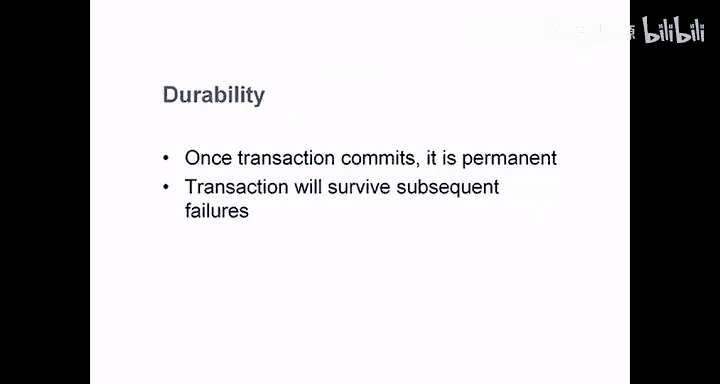 bilibili
Durability
• Once transaction commits, it is permanent
• Transaction will survive subsequent
failures